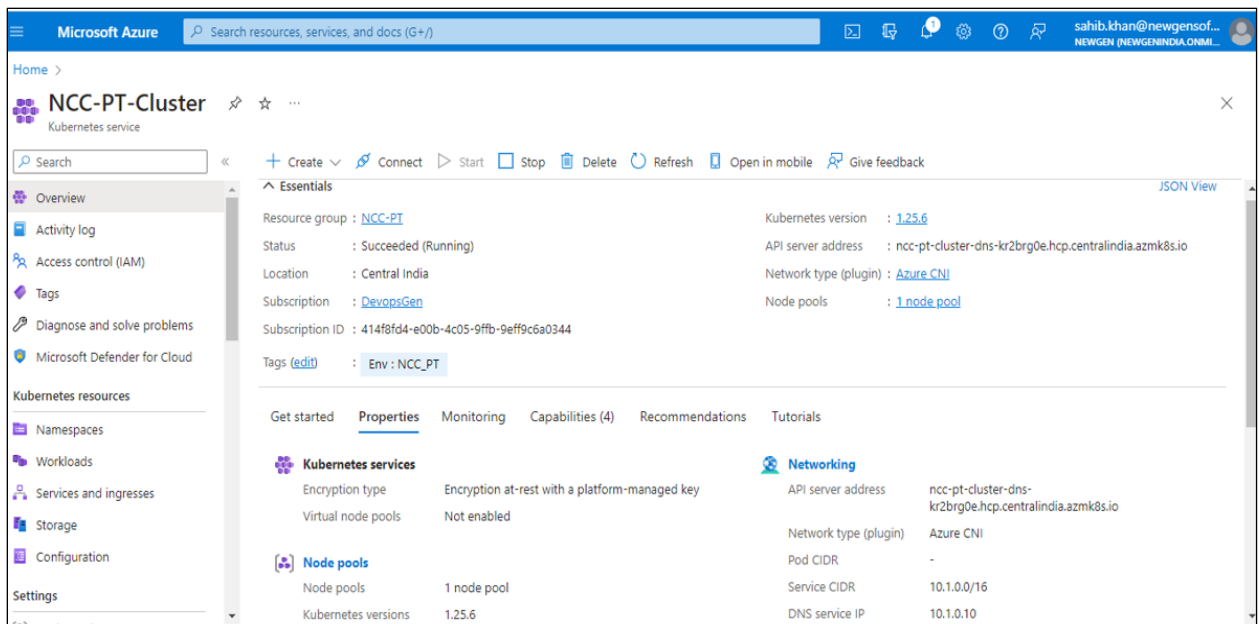 Microsoft Azure
Search resources, services, and docs (G+/)
1
sahib.khan@newgensof...
NEWGEN (NEWGENINDIA.ONMI...
Home >
NCC-PT-Cluster
Kubernetes service
Search
Overview
Activity log
Access control (IAM)
Tags
Diagnose and solve problems
Microsoft Defender for Cloud
Kubernetes resources
Namespaces
Workloads
Services and ingresses
Storage
Configuration
Settings
Create Connect Start Stop Delete Refresh Open in mobile Give feedback
Essentials
JSON View
Resource group : NCC-PT
Status : Succeeded (Running)
Location : Central India
Subscription : DevopsGen
Subscription ID : 414f8fd4-e00b-4c05-9ffb-9eff9c6a0344
Tags (edit) : Env : NCC_PT
Kubernetes version : 1.25.6
API server address : ncc-pt-cluster-dns-kr2brg0e.hcp.centralindia.azmk8s.io
Network type (plugin) : Azure CNI
Node pools : 1 node pool
Get started Properties Monitoring Capabilities (4) Recommendations Tutorials
Kubernetes services
Encryption type Encryption at-rest with a platform-managed key
Virtual node pools Not enabled
Node pools
Node pools 1 node pool
Kubernetes versions 1.25.6
Networking
API server address ncc-pt-cluster-dns-
kr2brg0e.hcp.centralindia.azmk8s.io
Network type (plugin) Azure CNI
Pod CIDR -
Service CIDR 10.1.0.0/16
DNS service IP 10.1.0.10